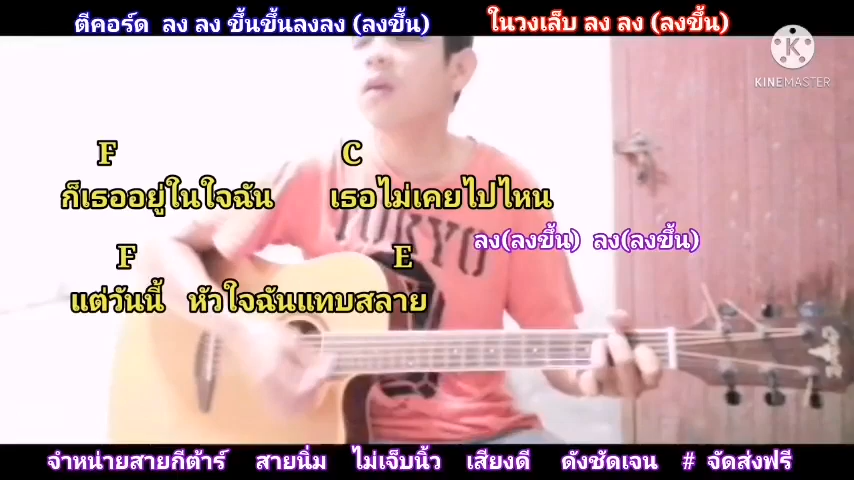 ตีคอร์ด ลง ลง ขึ้นขึ้นลงลง (ลงขึ้น)
ในวงเล็บ ลง ลง (ลงขึ้น)
K
KINEMASTER
F C
ก็เธออยู่ในใจฉัน เธอไม่เคยไปไหน
TOKYO
ลง(ลงขึ้น) ลง(ลงขึ้น)
F E
แต่วันนี้ หัวใจฉันแทบสลาย
จำหน่ายสายกีต้าร์ สายนิ่ม ไม่เจ็บนิ้ว เสียงดี ดังชัดเจน # จัดส่งฟรี